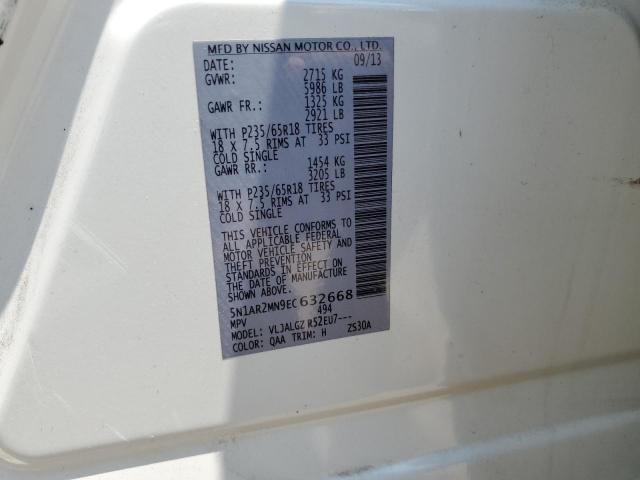 MFD BY NISSAN MOTOR CO., LTD.
DATE: 09/13
GVWR: 2715 KG
5986 LB
GAWR FR.: 1325 KG
2921 LB
WITH P235/65R18 TIRES
18 X 7.5 RIMS AT 33 PSI
COLD SINGLE
GAWR RR.: 1454 KG
3205 LB
WITH P235/65R18 TIRES
18 X 7.5 RIMS AT 33 PSI
COLD SINGLE
THIS VEHICLE CONFORMS TO
ALL APPLICABLE FEDERAL
MOTOR VEHICLE SAFETY AND
THEFT PREVENTION
STANDARDS IN EFFECT ON
THE DATE OF MANUFACTURE
SHOWN ABOVE.
5N1AR2MN9EC632668
MPV 494
MODEL: VLJALGZ R52EU7---
COLOR: QAA TRIM: H ZS30A